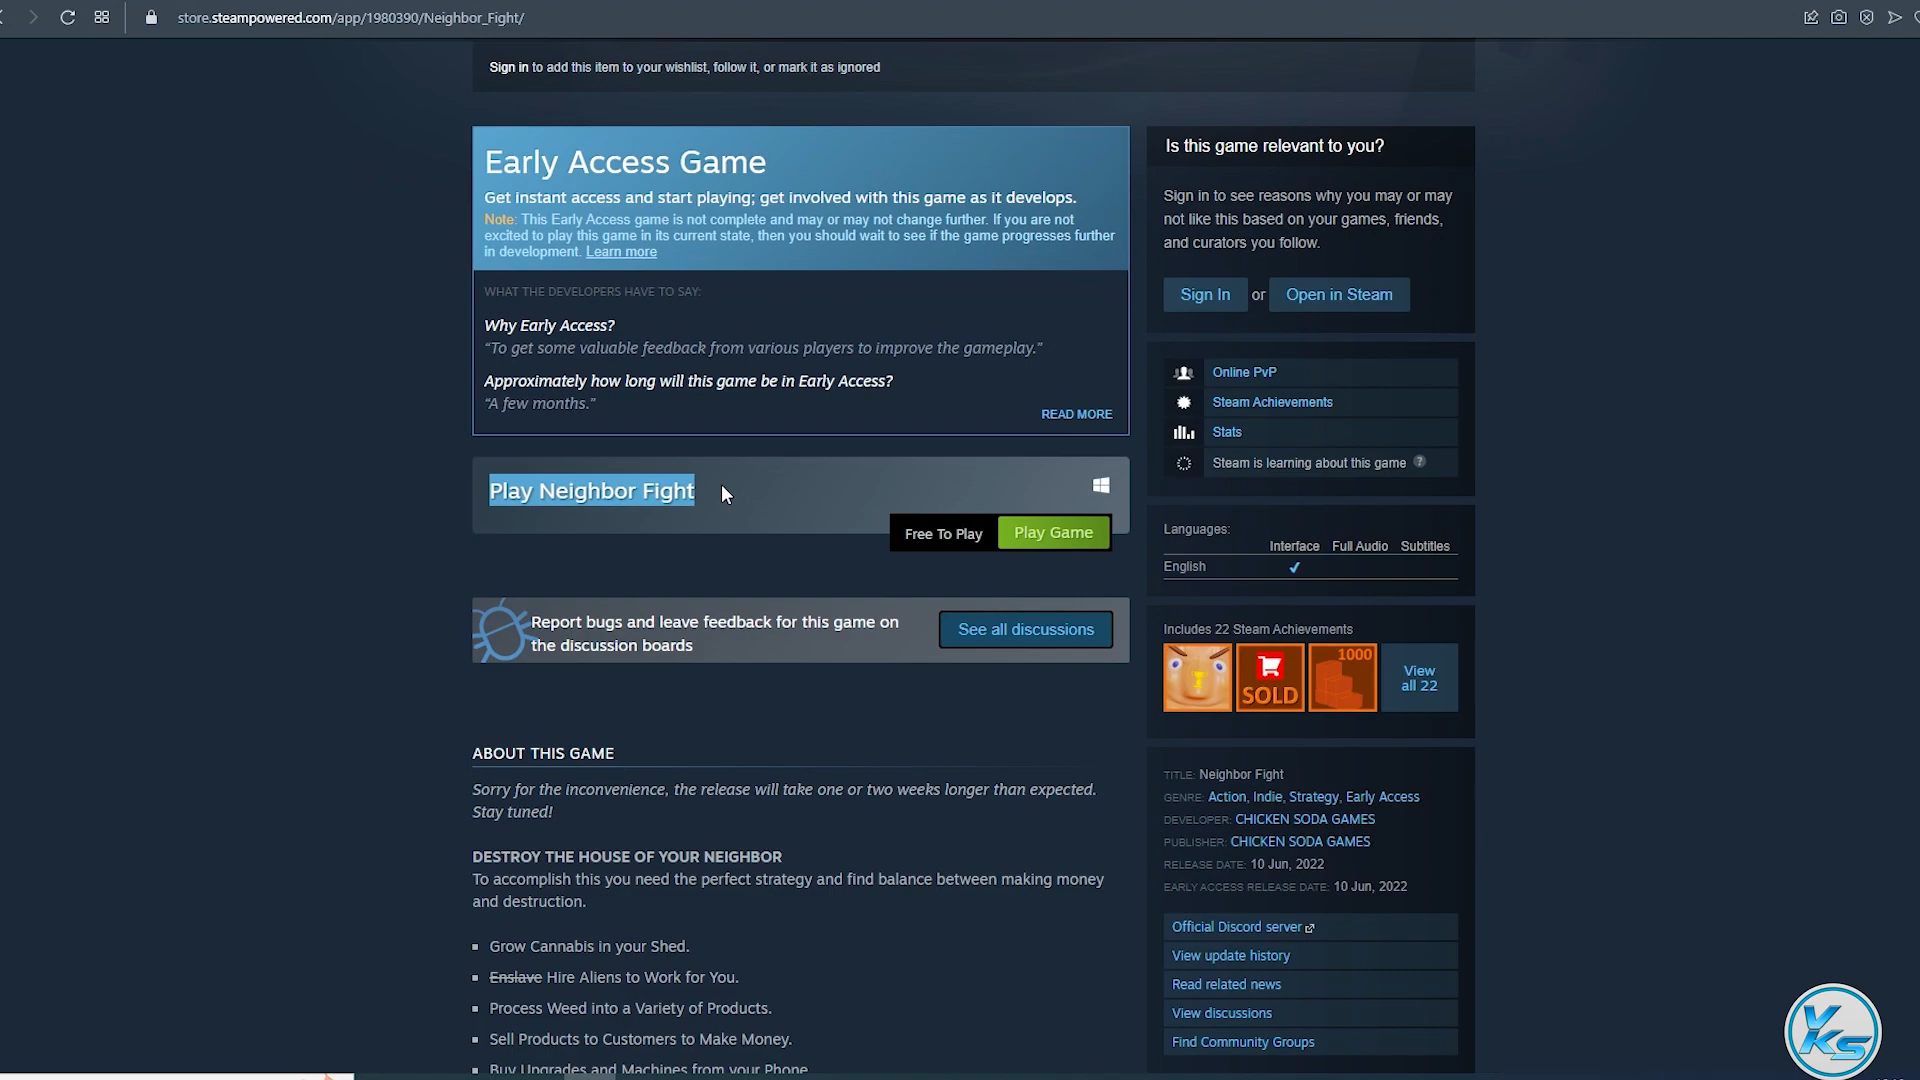 store.steampowered.com/app/1980390/Neighbor_Fight/
Sign in to add this item to your wishlist, follow it, or mark it as ignored
Early Access Game
Get instant access and start playing; get involved with this game as it develops.
Note: This Early Access game is not complete and may or may not change further. If you are not
excited to play this game in its current state, then you should wait to see if the game progresses further
in development. Learn more
WHAT THE DEVELOPERS HAVE TO SAY:
Why Early Access?
“To get some valuable feedback from various players to improve the gameplay.”
Approximately how long will this game be in Early Access?
“A few months.”
READ MORE
Play Neighbor Fight
Free To Play
Play Game
Report bugs and leave feedback for this game on
the discussion boards
See all discussions
ABOUT THIS GAME
Sorry for the inconvenience, the release will take one or two weeks longer than expected.
Stay tuned!
DESTROY THE HOUSE OF YOUR NEIGHBOR
To accomplish this you need the perfect strategy and find balance between making money
and destruction.
Grow Cannabis in your Shed.
Enslave Hire Aliens to Work for You.
Process Weed into a Variety of Products.
Sell Products to Customers to Make Money.
Buy Upgrades and Machines from your Phone
Is this game relevant to you?
Sign in to see reasons why you may or may
not like this based on your games, friends,
and curators you follow.
Sign In or Open in Steam
Online PvP
Steam Achievements
Stats
Steam is learning about this game ?
Languages:
Interface Full Audio Subtitles
English ✔
Includes 22 Steam Achievements
SOLD
1000
View
all 22
TITLE: Neighbor Fight
GENRE: Action, Indie, Strategy, Early Access
DEVELOPER: CHICKEN SODA GAMES
PUBLISHER: CHICKEN SODA GAMES
RELEASE DATE: 10 Jun, 2022
EARLY ACCESS RELEASE DATE: 10 Jun, 2022
Official Discord server
View update history
Read related news
View discussions
Find Community Groups
YKS